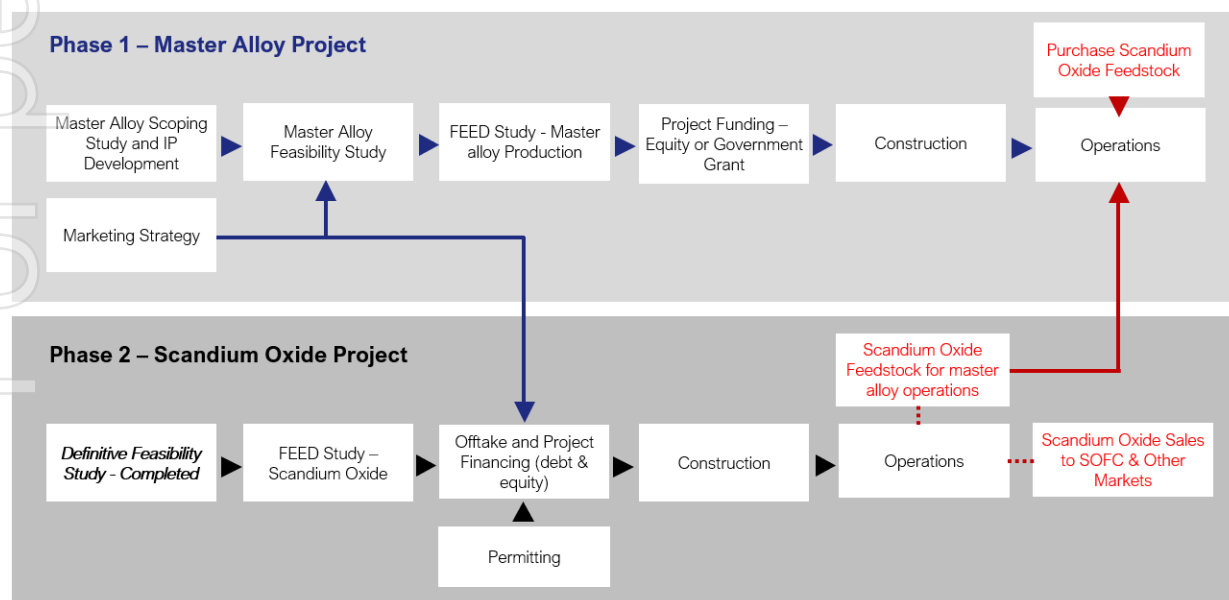 Phase 1 – Master Alloy Project
Purchase Scandium
Oxide Feedstock
Master Alloy Scoping
Study and IP
Development
Master Alloy
Feasibility Study
FEED Study - Master
alloy Production
Project Funding –
Equity or Government
Grant
Construction
Operations
Marketing Strategy
Phase 2 – Scandium Oxide Project
Scandium Oxide
Feedstock for master
alloy operations
Definitive Feasibility
Study - Completed
FEED Study –
Scandium Oxide
Offtake and Project
Financing (debt &
equity)
Construction
Operations
Scandium Oxide Sales
to SOFC & Other
Markets
Permitting